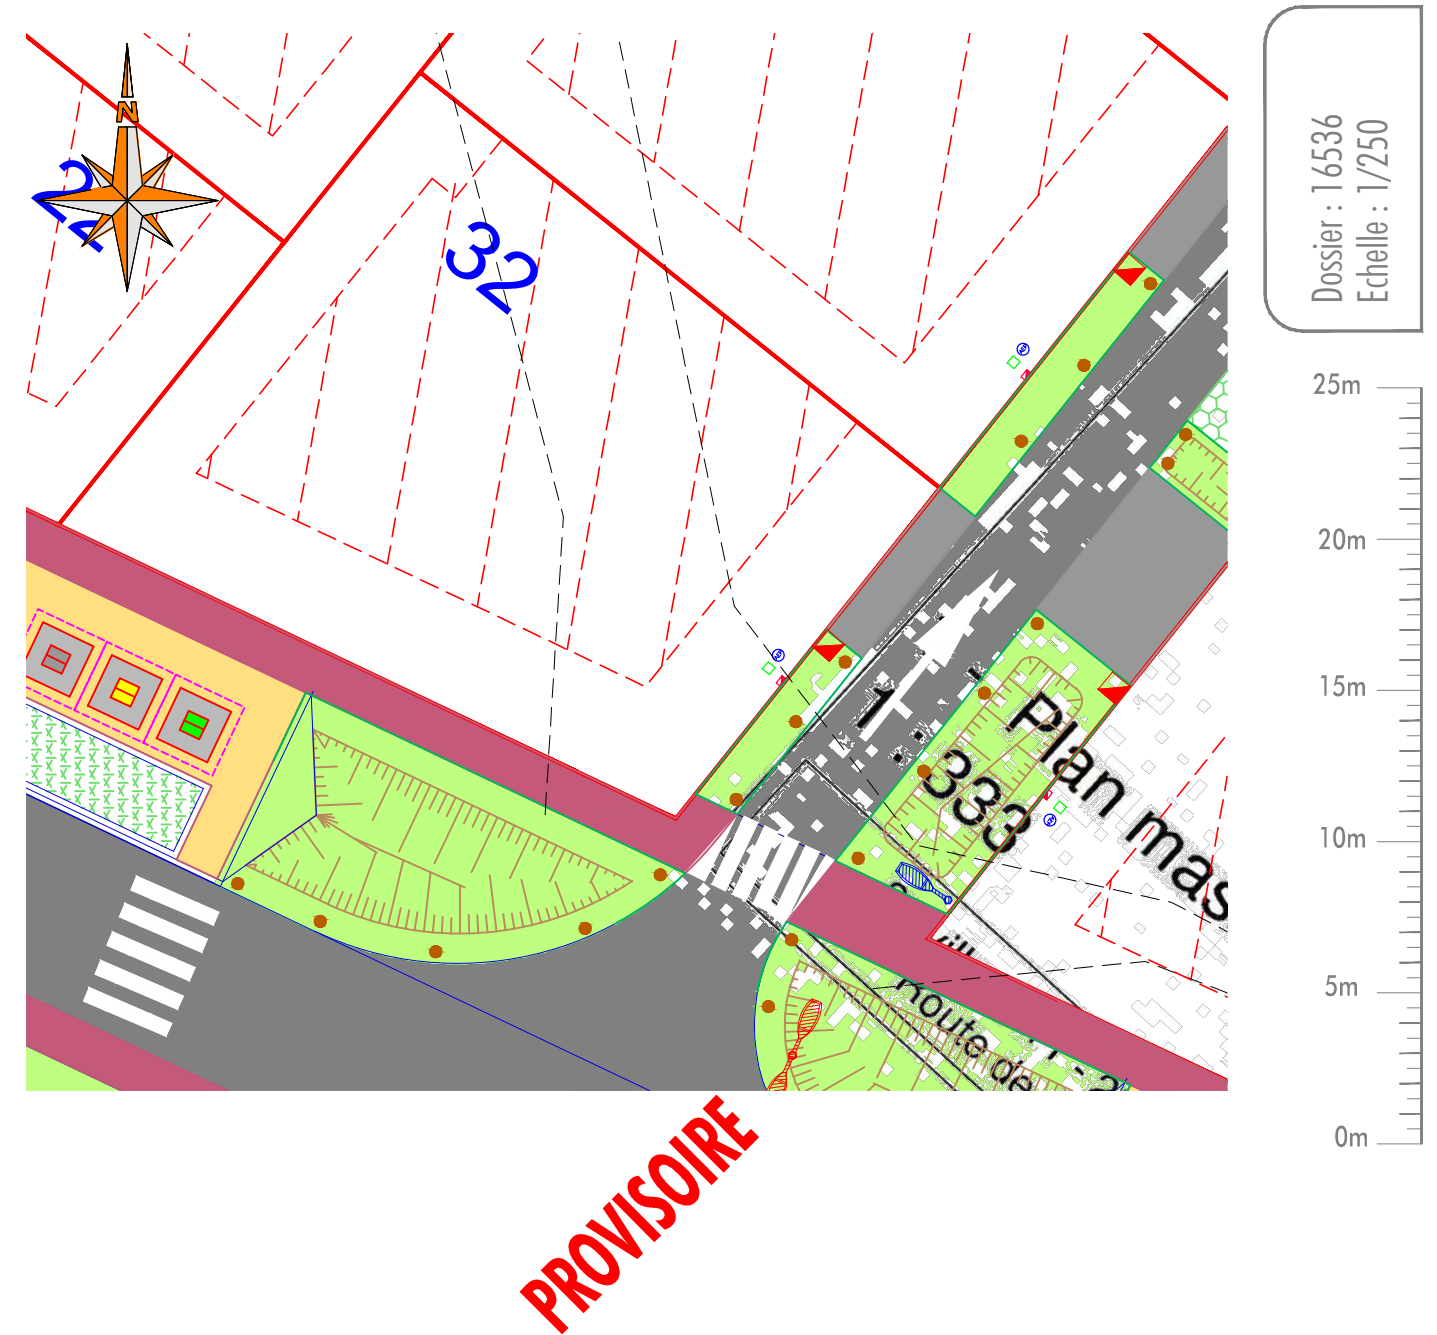 Dossier : 16536
Echelle : 1/250
N
22
32
25m
20m
15m
10m
5m
0m
1
Plan mas
333
Route de
PROVISOIRE